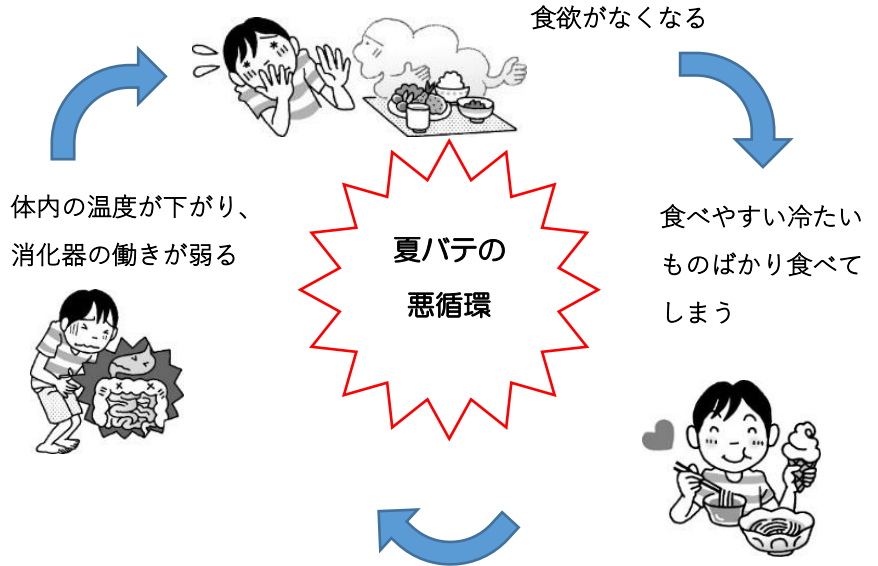 食欲がなくなる
食べやすい冷たい
ものばかり食べて
しまう
体内の温度が下がり、
消化器の働きが弱る
夏バテの
悪循環